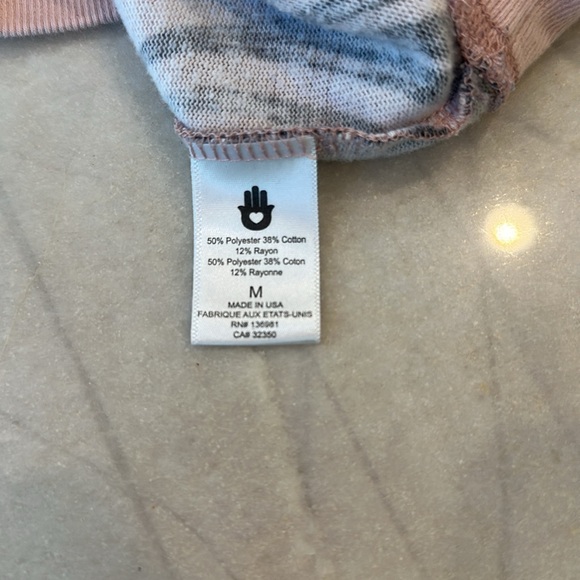 50% Polyester 38% Cotton
12% Rayon
50% Polyester 38% Coton
12% Rayonne
M
MADE IN USA
FABRIQUE AUX ETATS-UNIS
RN# 136981
CA# 32350